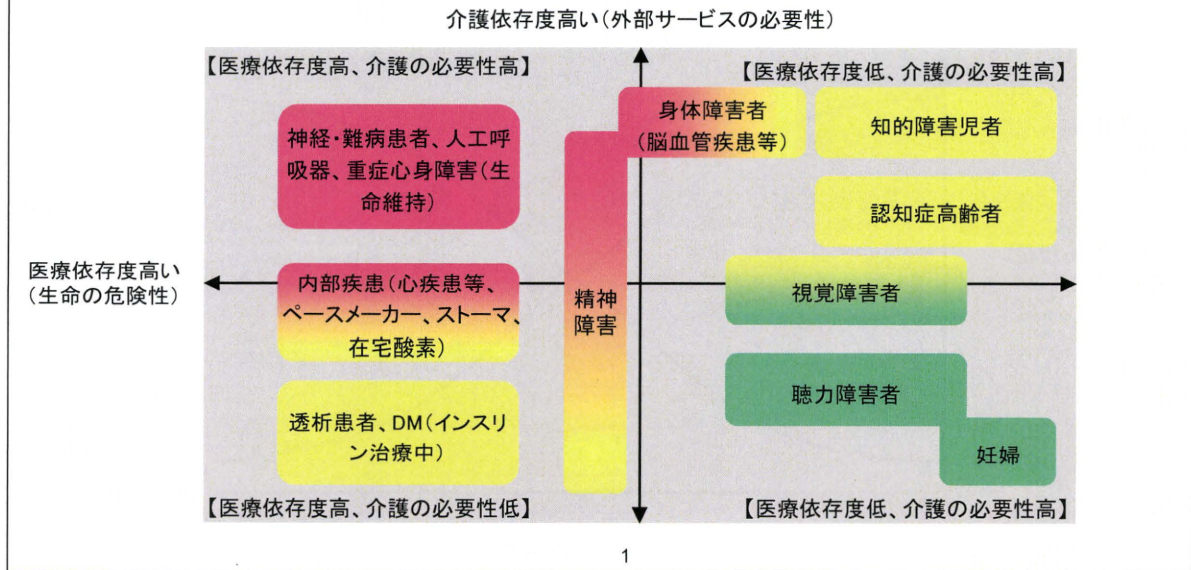 介護依存度高い(外部サービスの必要性)
【医療依存度高、介護の必要性高】
【医療依存度低、介護の必要性高】
神経・難病患者、人工呼
吸器、重症心身障害(生
命維持)
身体障害者
(脳血管疾患等)
知的障害児者
認知症高齢者
医療依存度高い
(生命の危険性)
内部疾患(心疾患等、
ペースメーカー、ストーマ、
在宅酸素)
精神
障害
視覚障害者
透析患者、DM(インスリ
ン治療中)
聴力障害者
妊婦
【医療依存度高、介護の必要性低】
【医療依存度低、介護の必要性高】
1